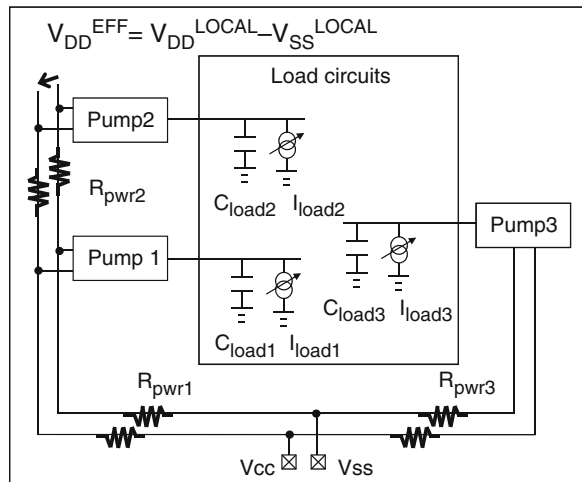 V_DD^EFF = V_DD^LOCAL–V_SS^LOCAL
Load circuits
Pump2
R_pwr2
C_load2 I_load2
Pump3
Pump 1
C_load3 I_load3
C_load1 I_load1
R_pwr1
R_pwr3
Vcc
Vss